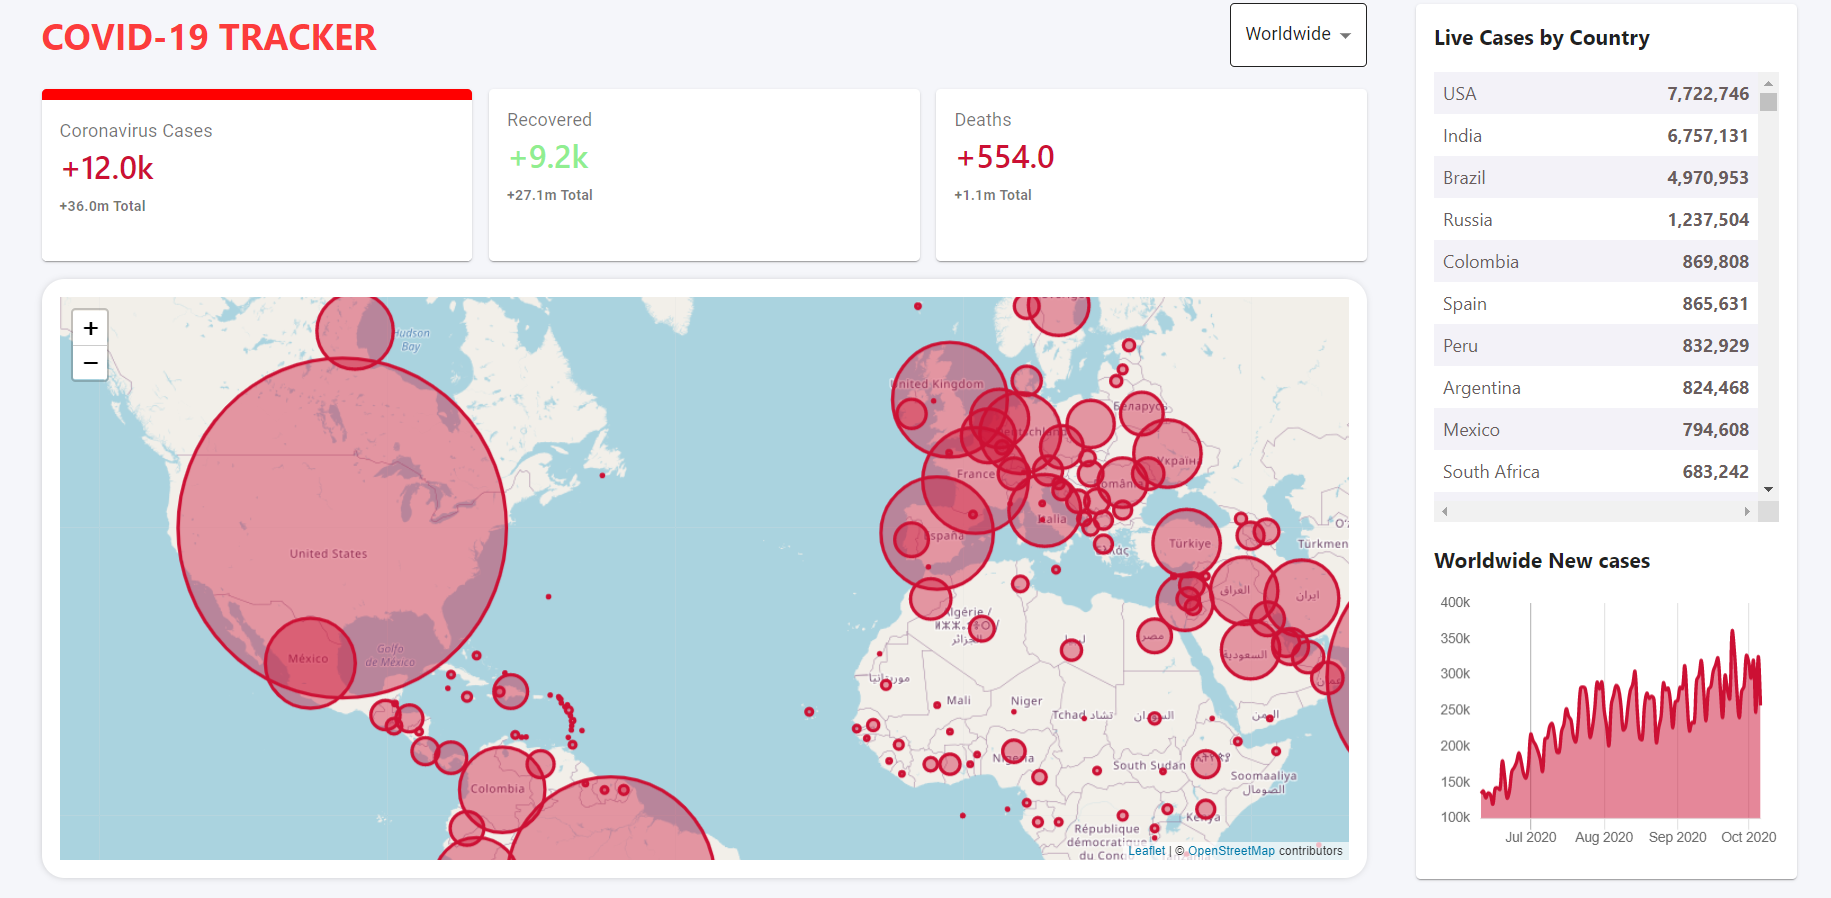 COVID-19 TRACKER
Worldwide
Coronavirus Cases
+12.0k
+36.0m Total
Recovered
+9.2k
+27.1m Total
Deaths
+554.0
+1.1m Total
+
−
Hudson
Bay
United States
México
Golfo
de México
Colombia
United Kingdom
Беларусь
Deutschland
Україна
France
România
Italia
España
Ελλάς
Türkiye
Türkmen
العراق
ایران
Algérie /
الجزائر
ليبيا
مصر
السعودية
عمان
موريتانيا
Mali
Niger
Tchad تشاد
السودان
اليمن
Nigeria
South Sudan
Soomaaliya
الصومال
Kenya
République
démocratique
du Congo
Leaflet | © OpenStreetMap contributors
Live Cases by Country
USA 7,722,746
India 6,757,131
Brazil 4,970,953
Russia 1,237,504
Colombia 869,808
Spain 865,631
Peru 832,929
Argentina 824,468
Mexico 794,608
South Africa 683,242
Worldwide New cases
400k
350k
300k
250k
200k
150k
100k
Jul 2020 Aug 2020 Sep 2020 Oct 2020